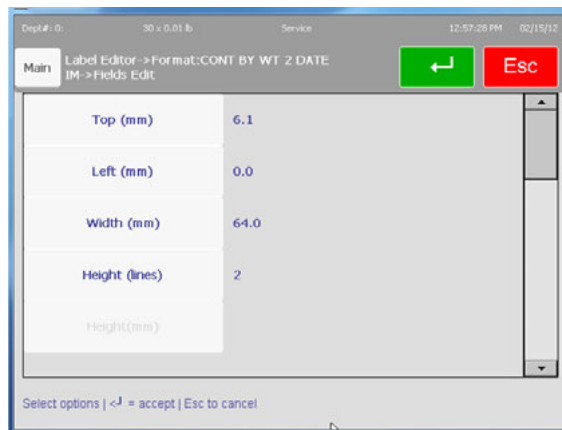 Dept#: 0: 30 x 0.01 lb Service 12:57:28 PM 02/15/12
Main
Label Editor->Format:CONT BY WT 2 DATE
IM->Fields Edit
Esc
Top (mm) 6.1
Left (mm) 0.0
Width (mm) 64.0
Height (lines) 2
Height(mm)
Select options | <┘ = accept | Esc to cancel